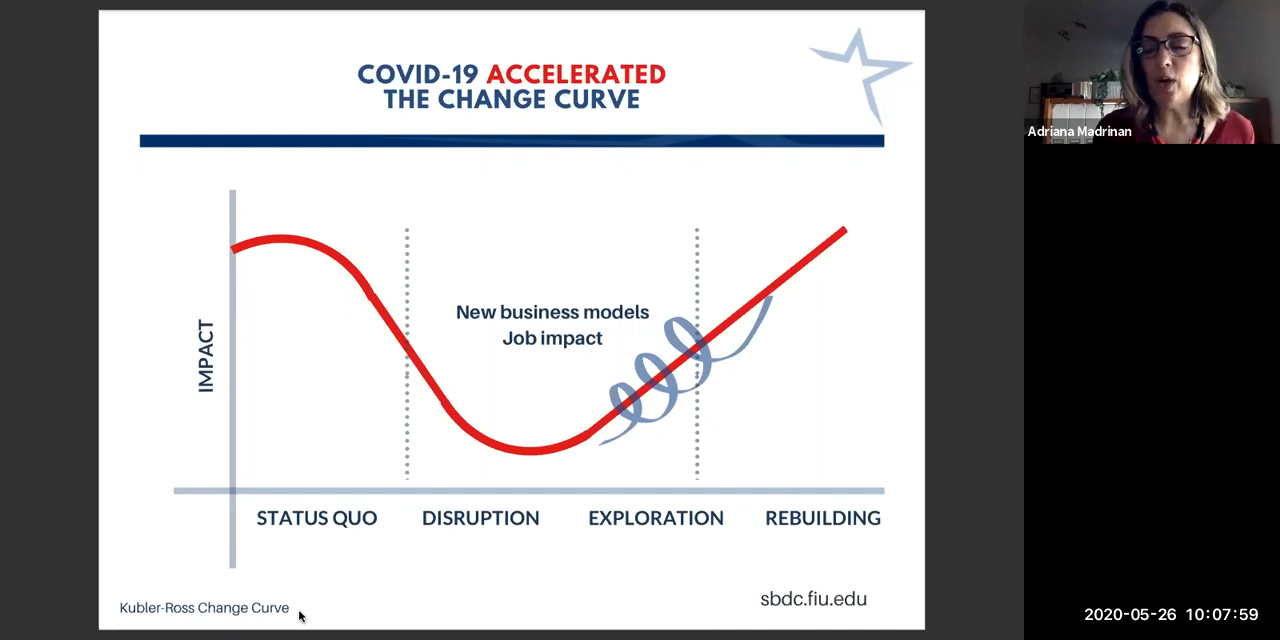 COVID-19 ACCELERATED
THE CHANGE CURVE
Adriana Madrinan
New business models
Job impact
IMPACT
STATUS QUO DISRUPTION EXPLORATION REBUILDING
sbdc.fiu.edu
Kubler-Ross Change Curve
2020-05-26 10:07:59